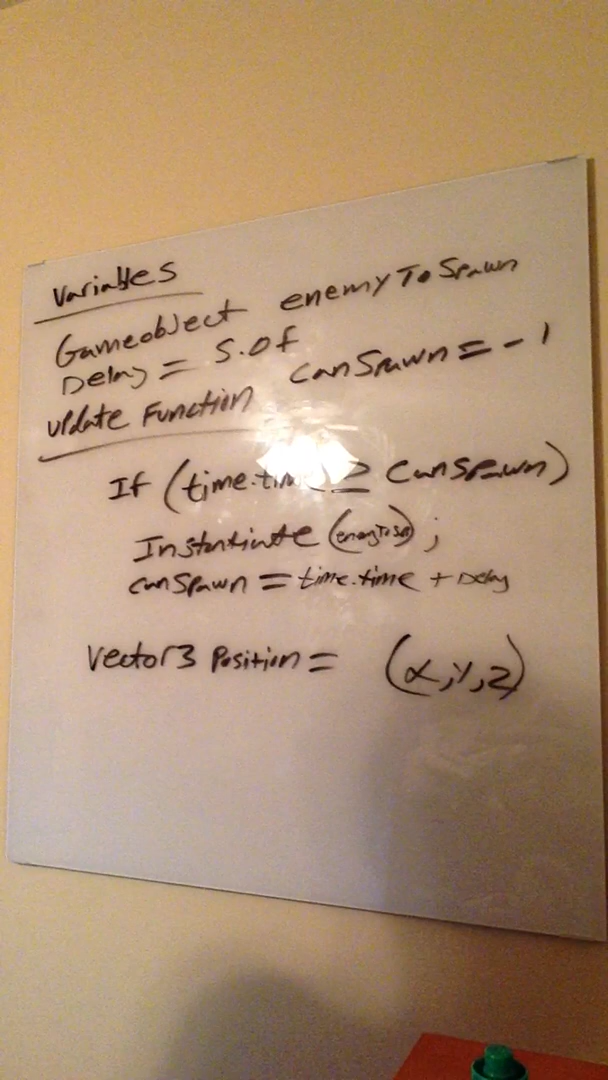 Variables
Gameobject enemyToSpawn
Delay = 5.0f canSpawn = -1
Update Function
If (time.time ≥ canSpawn)
Instantiate ( );
canSpawn = time.time + Delay
Vector3 Position = (x,y,z)